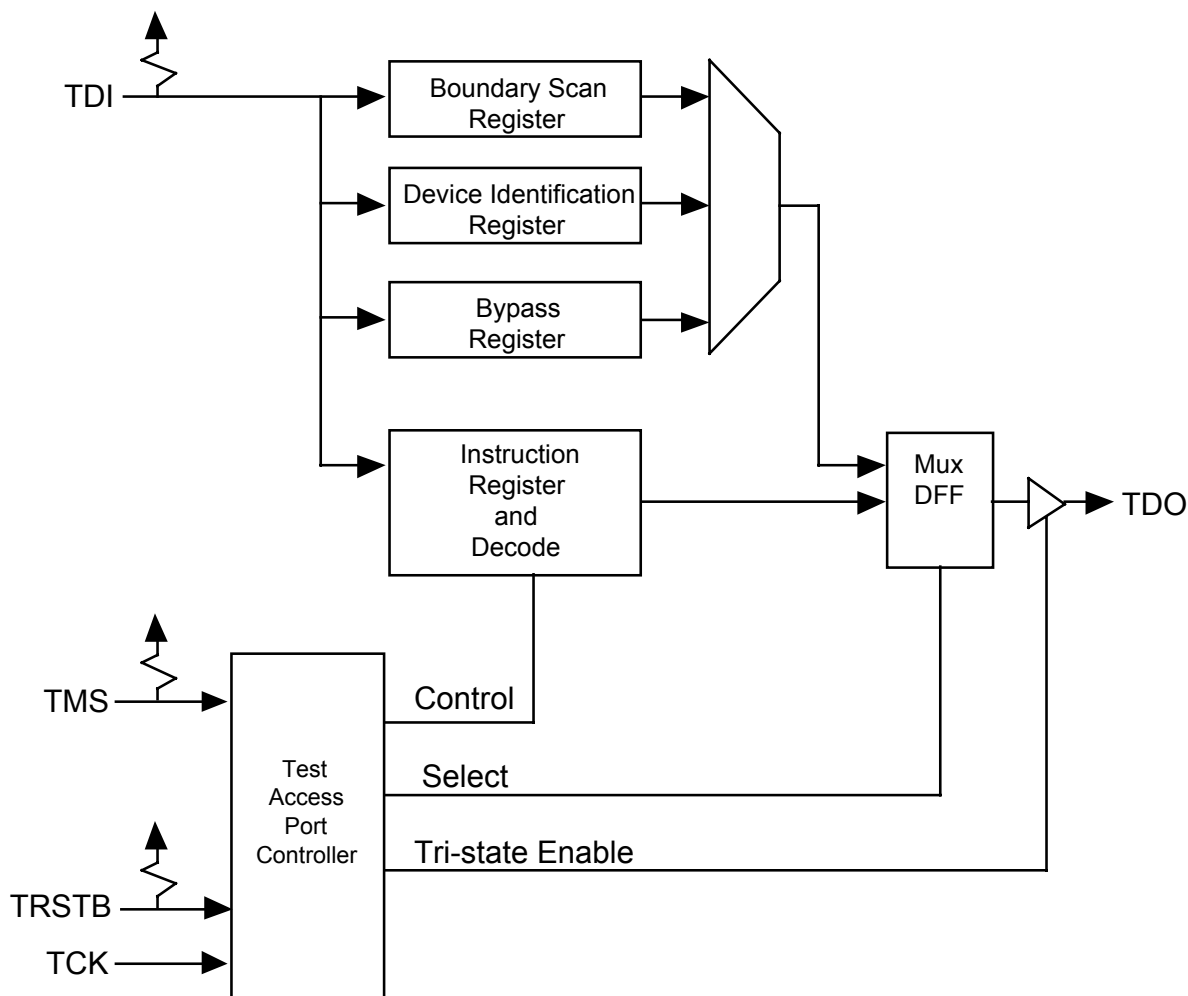 TDI
Boundary Scan
Register
Device Identification
Register
Bypass
Register
Instruction
Register
and
Decode
Mux
DFF
TDO
TMS
Control
Select
Test
Access
Port
Controller
Tri-state Enable
TRSTB
TCK